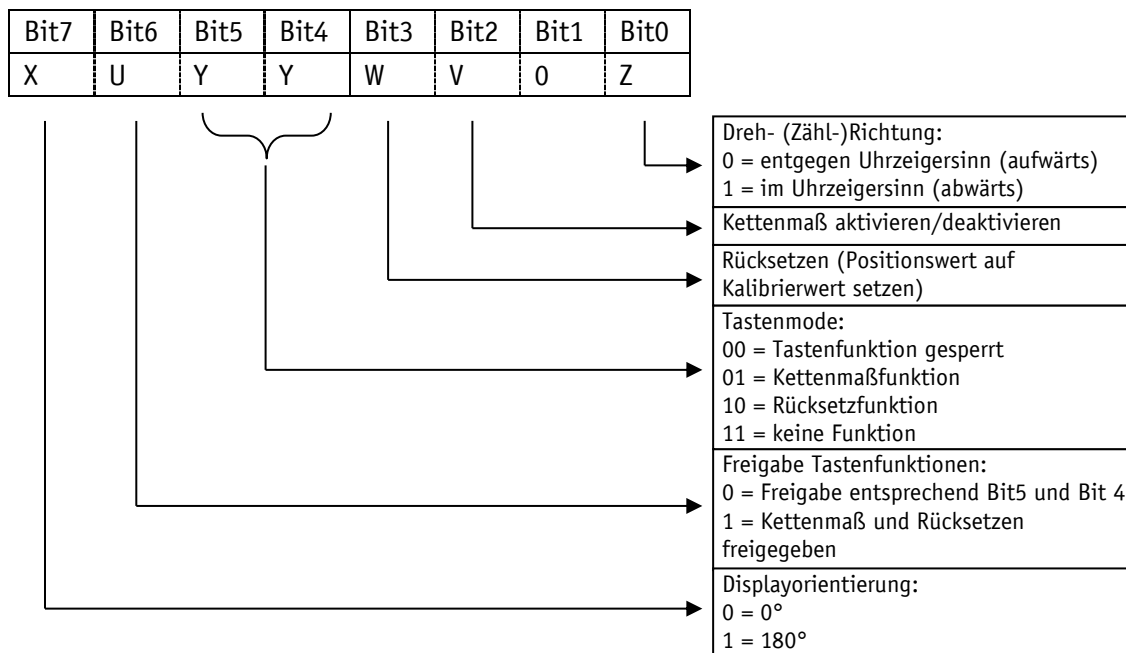 Bit7 Bit6 Bit5 Bit4 Bit3 Bit2 Bit1 Bit0
X U Y Y W V 0 Z
Dreh- (Zähl-)Richtung:
0 = entgegen Uhrzeigersinn (aufwärts)
1 = im Uhrzeigersinn (abwärts)
Kettenmaß aktivieren/deaktivieren
Rücksetzen (Positionswert auf
Kalibrierwert setzen)
Tastenmode:
00 = Tastenfunktion gesperrt
01 = Kettenmaßfunktion
10 = Rücksetzfunktion
11 = keine Funktion
Freigabe Tastenfunktionen:
0 = Freigabe entsprechend Bit5 und Bit 4
1 = Kettenmaß und Rücksetzen
freigegeben
Displayorientierung:
0 = 0°
1 = 180°